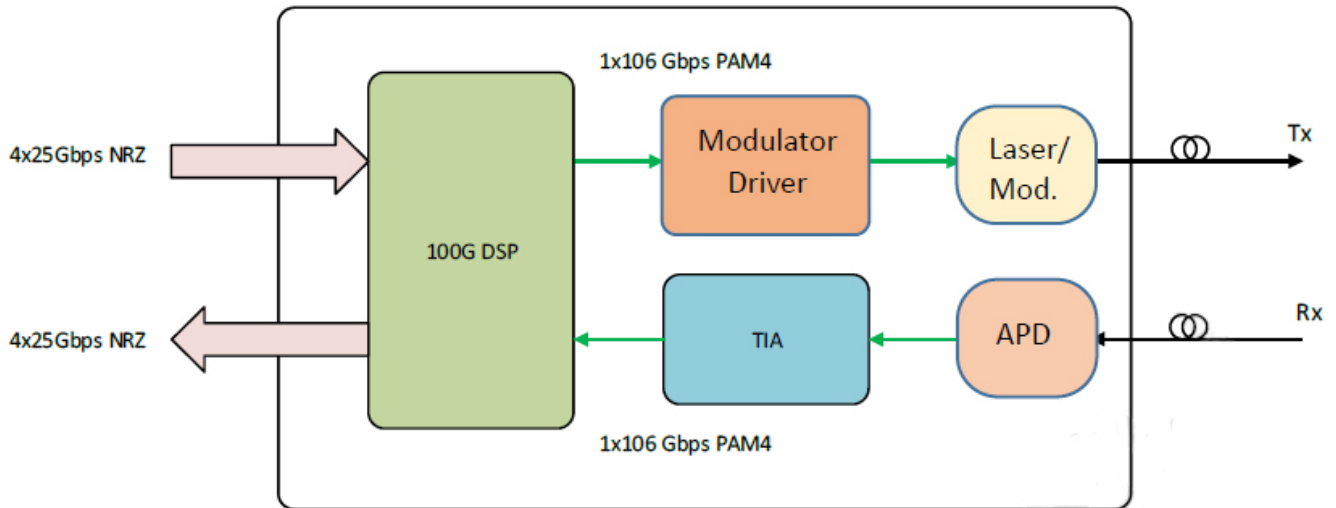 1x106 Gbps PAM4
4x25Gbps NRZ
100G DSP
Modulator
Driver
Laser/
Mod.
Tx
4x25Gbps NRZ
TIA
APD
Rx
1x106 Gbps PAM4